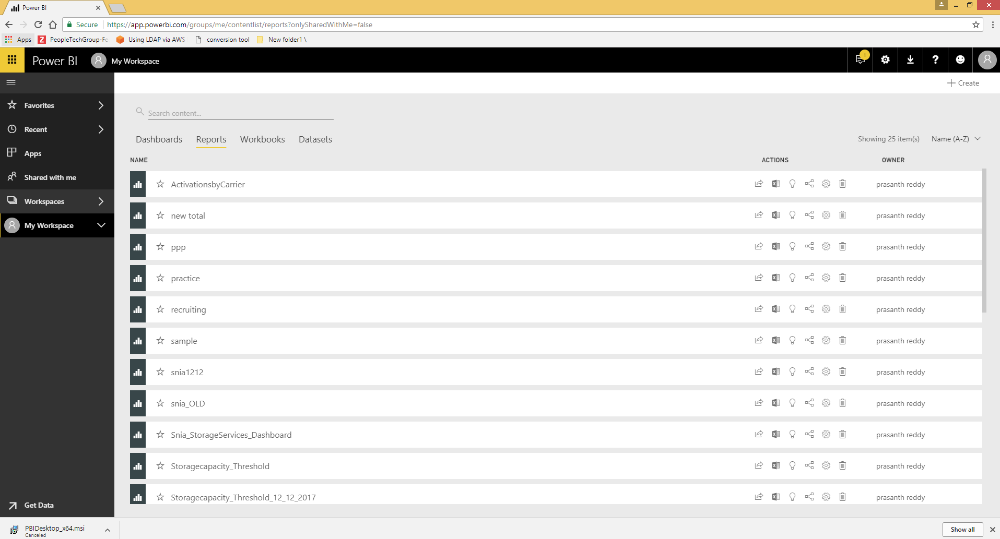 Power BI
Secure https://app.powerbi.com/groups/me/contentlist/reports?onlySharedWithMe=false
Apps PeopleTechGroup-Fe Using LDAP via AWS conversion tool New folder1 \
Power BI My Workspace 1 ?
Create
Favorites
Recent
Apps
Shared with me
Workspaces
My Workspace
Get Data
Search content...
Dashboards Reports Workbooks Datasets Showing 25 item(s) Name (A-Z)
NAME ACTIONS OWNER
ActivationsbyCarrier prasanth reddy
new total prasanth reddy
ppp prasanth reddy
practice prasanth reddy
recruiting prasanth reddy
sample prasanth reddy
snia1212 prasanth reddy
snia_OLD prasanth reddy
Snia_StorageServices_Dashboard prasanth reddy
Storagecapacity_Threshold prasanth reddy
Storagecapacity_Threshold_12_12_2017 prasanth reddy
PBIDesktop_x64.msi
Canceled
Show all